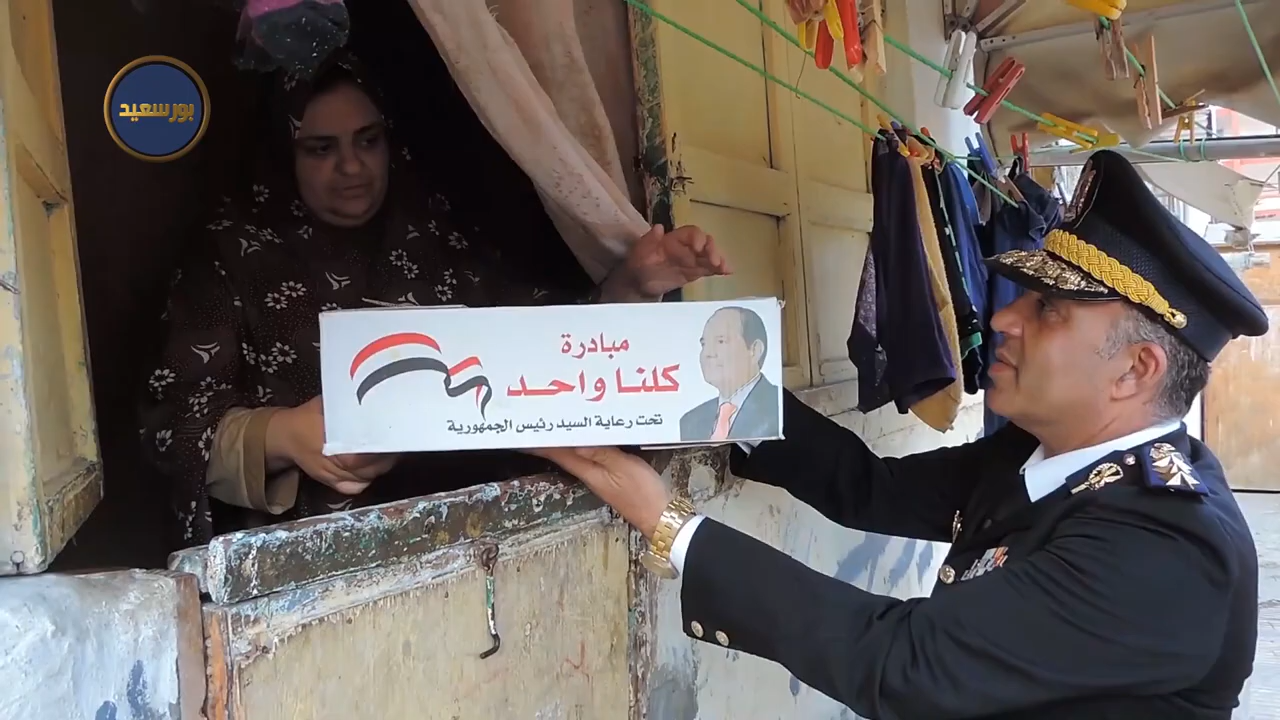 بورسعيد
مبادرة
كلنا واحد
تحت رعاية السيد رئيس الجمهورية